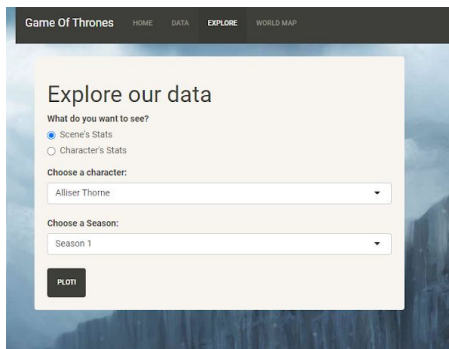 Game Of Thrones HOME DATA EXPLORE WORLD MAP
Explore our data
What do you want to see?
Scene's Stats
Character's Stats
Choose a character:
Alliser Thorne
Choose a Season:
Season 1
PLOT!